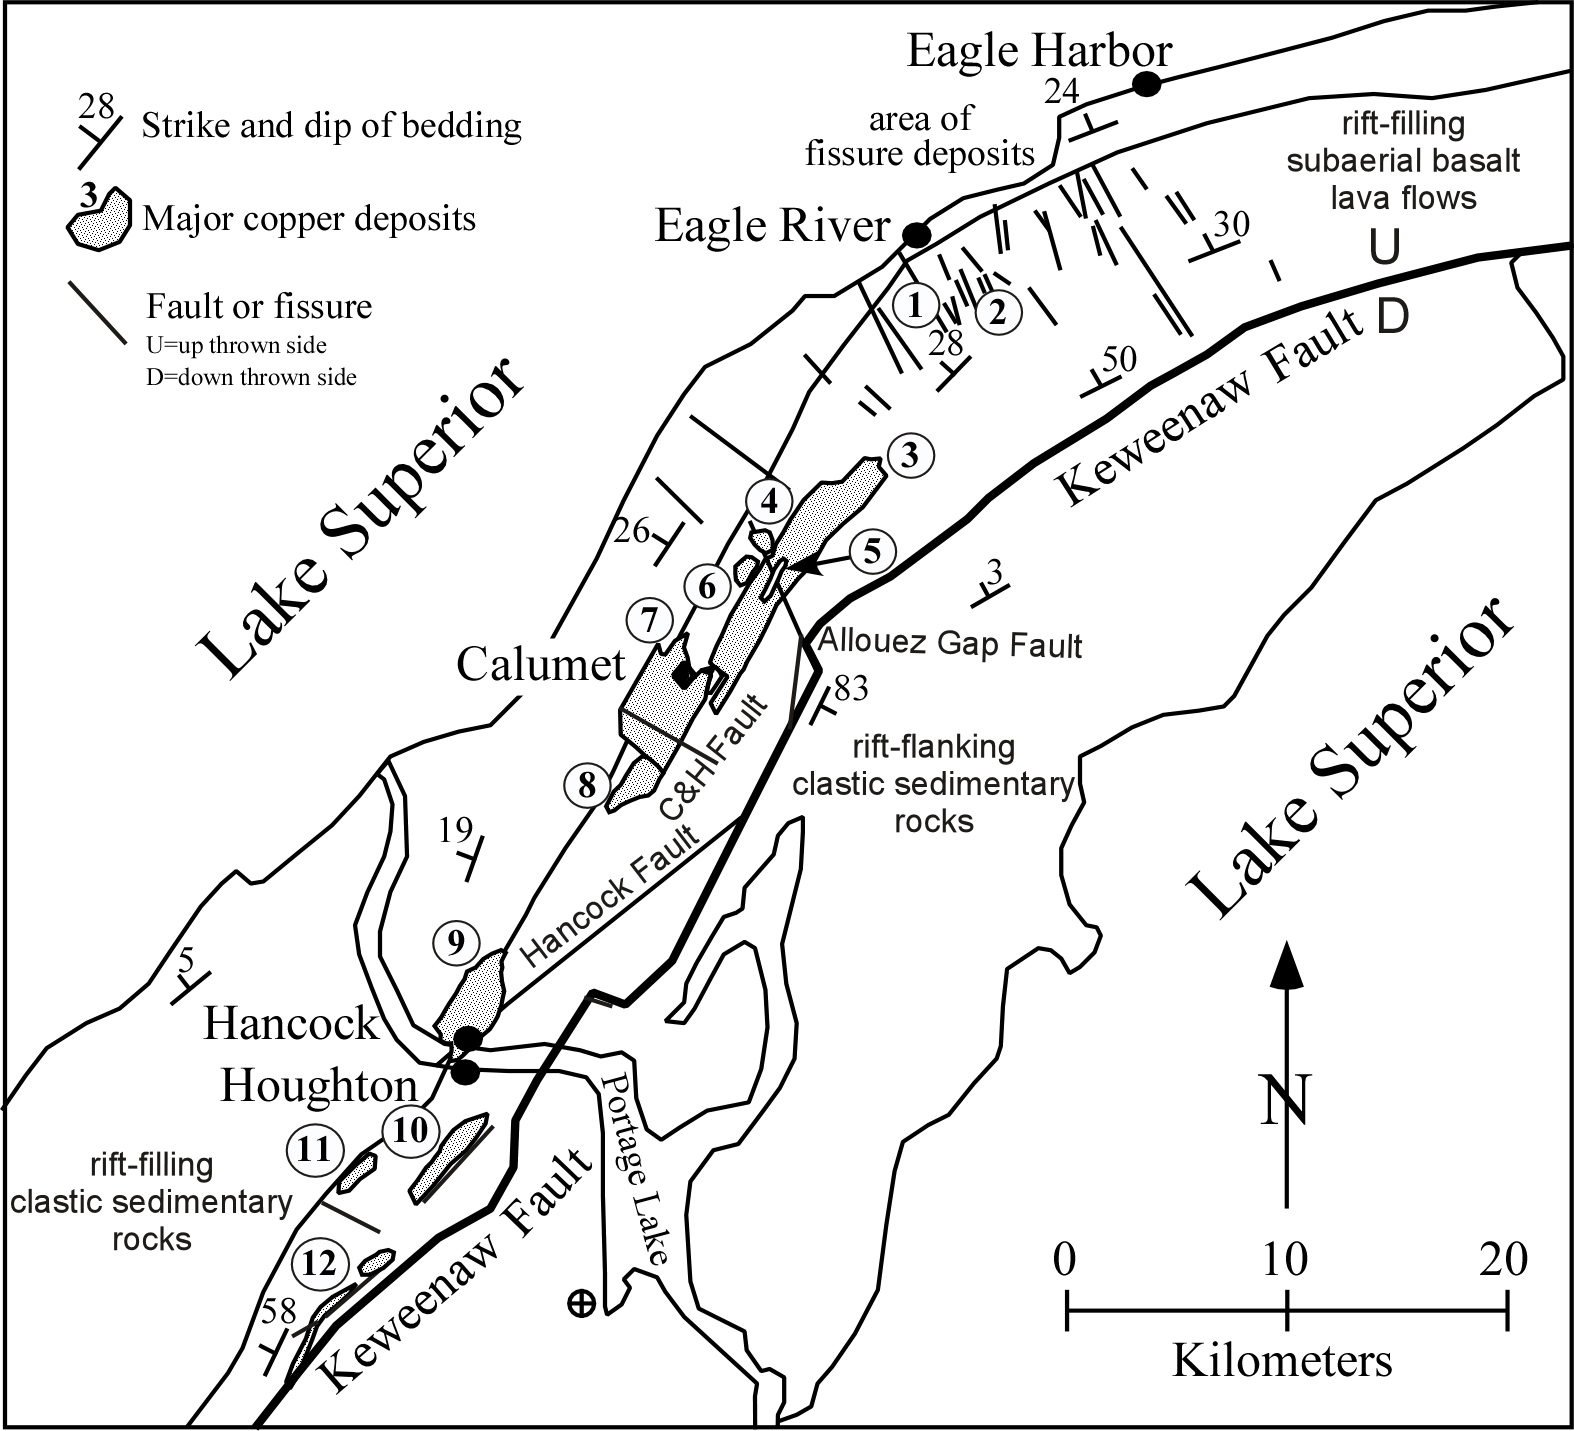 Eagle Harbor
24
28
Strike and dip of bedding
area of
fissure deposits
rift-filling
subaerial basalt
lava flows
3
Major copper deposits
Eagle River
30
U
D
Fault or fissure
U=up thrown side
D=down thrown side
1
2
28
50
Keweenaw Fault
Lake Superior
3
4
26
5
6
3
7
Allouez Gap Fault
Calumet
83
C&H Fault
rift-flanking
clastic sedimentary
rocks
8
Lake Superior
19
Hancock Fault
9
5
Hancock
Houghton
N
Portage Lake
10
11
rift-filling
clastic sedimentary
rocks
Keweenaw Fault
12
58
0 10 20
Kilometers